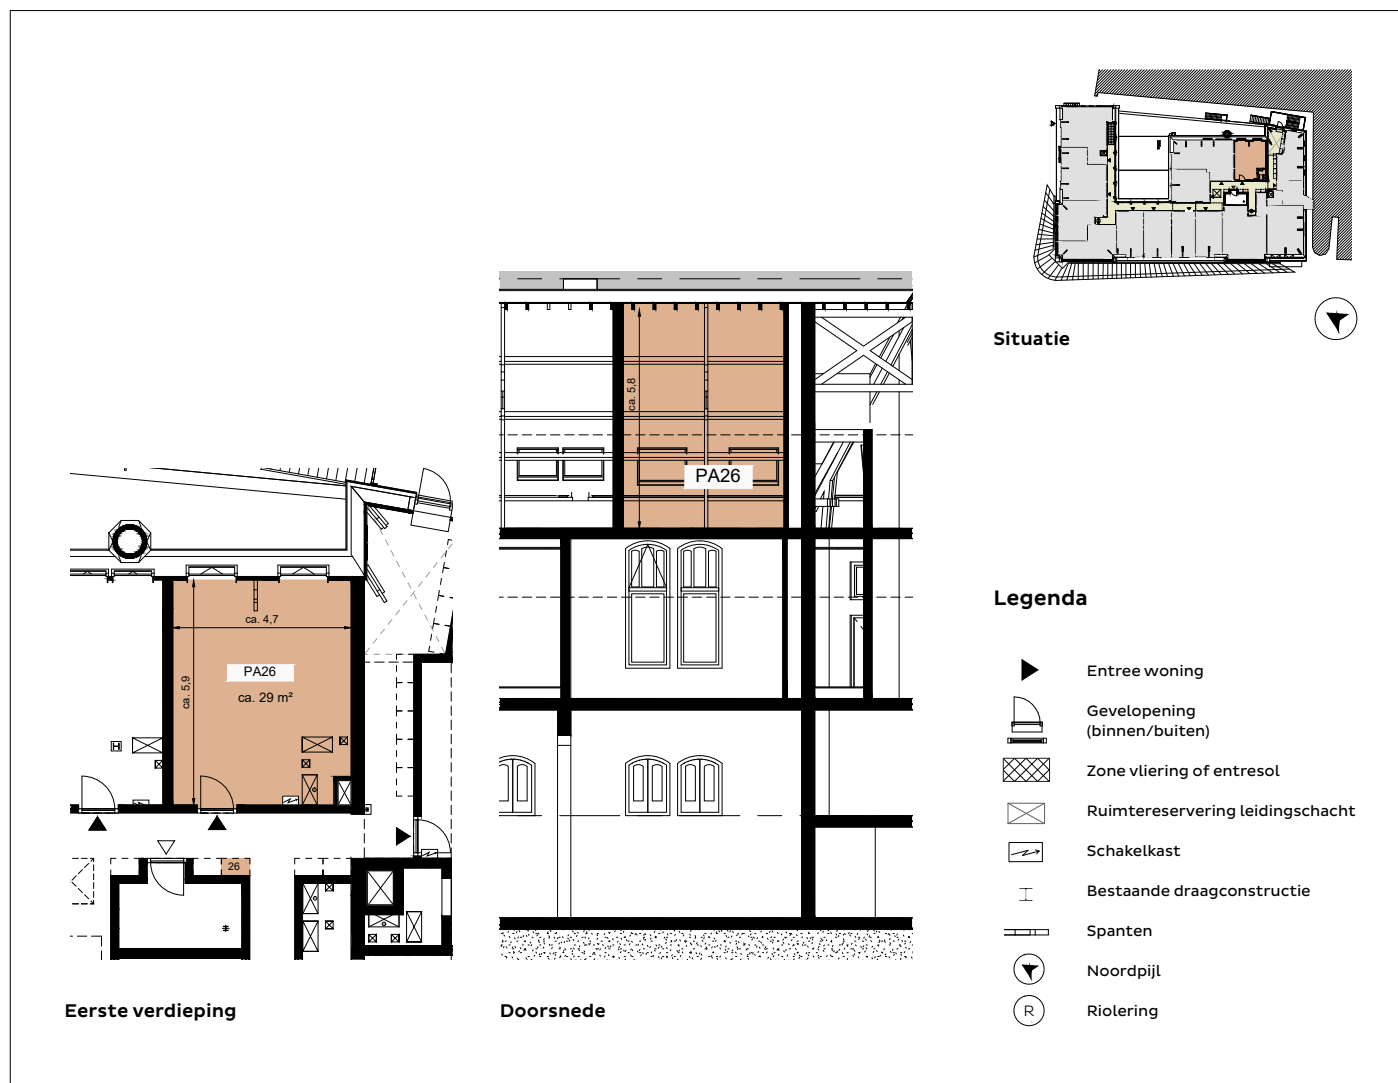 Situatie
ca. 5,8
PA26
ca. 4,7
PA26
ca. 5,9
ca. 29 m²
26
Eerste verdieping
Doorsnede
Legenda
Entree woning
Gevelopening
(binnen/buiten)
Zone vliering of entresol
Ruimtereservering leidingschacht
Schakelkast
Bestaande draagconstructie
Spanten
Noordpijl
R
Riolering